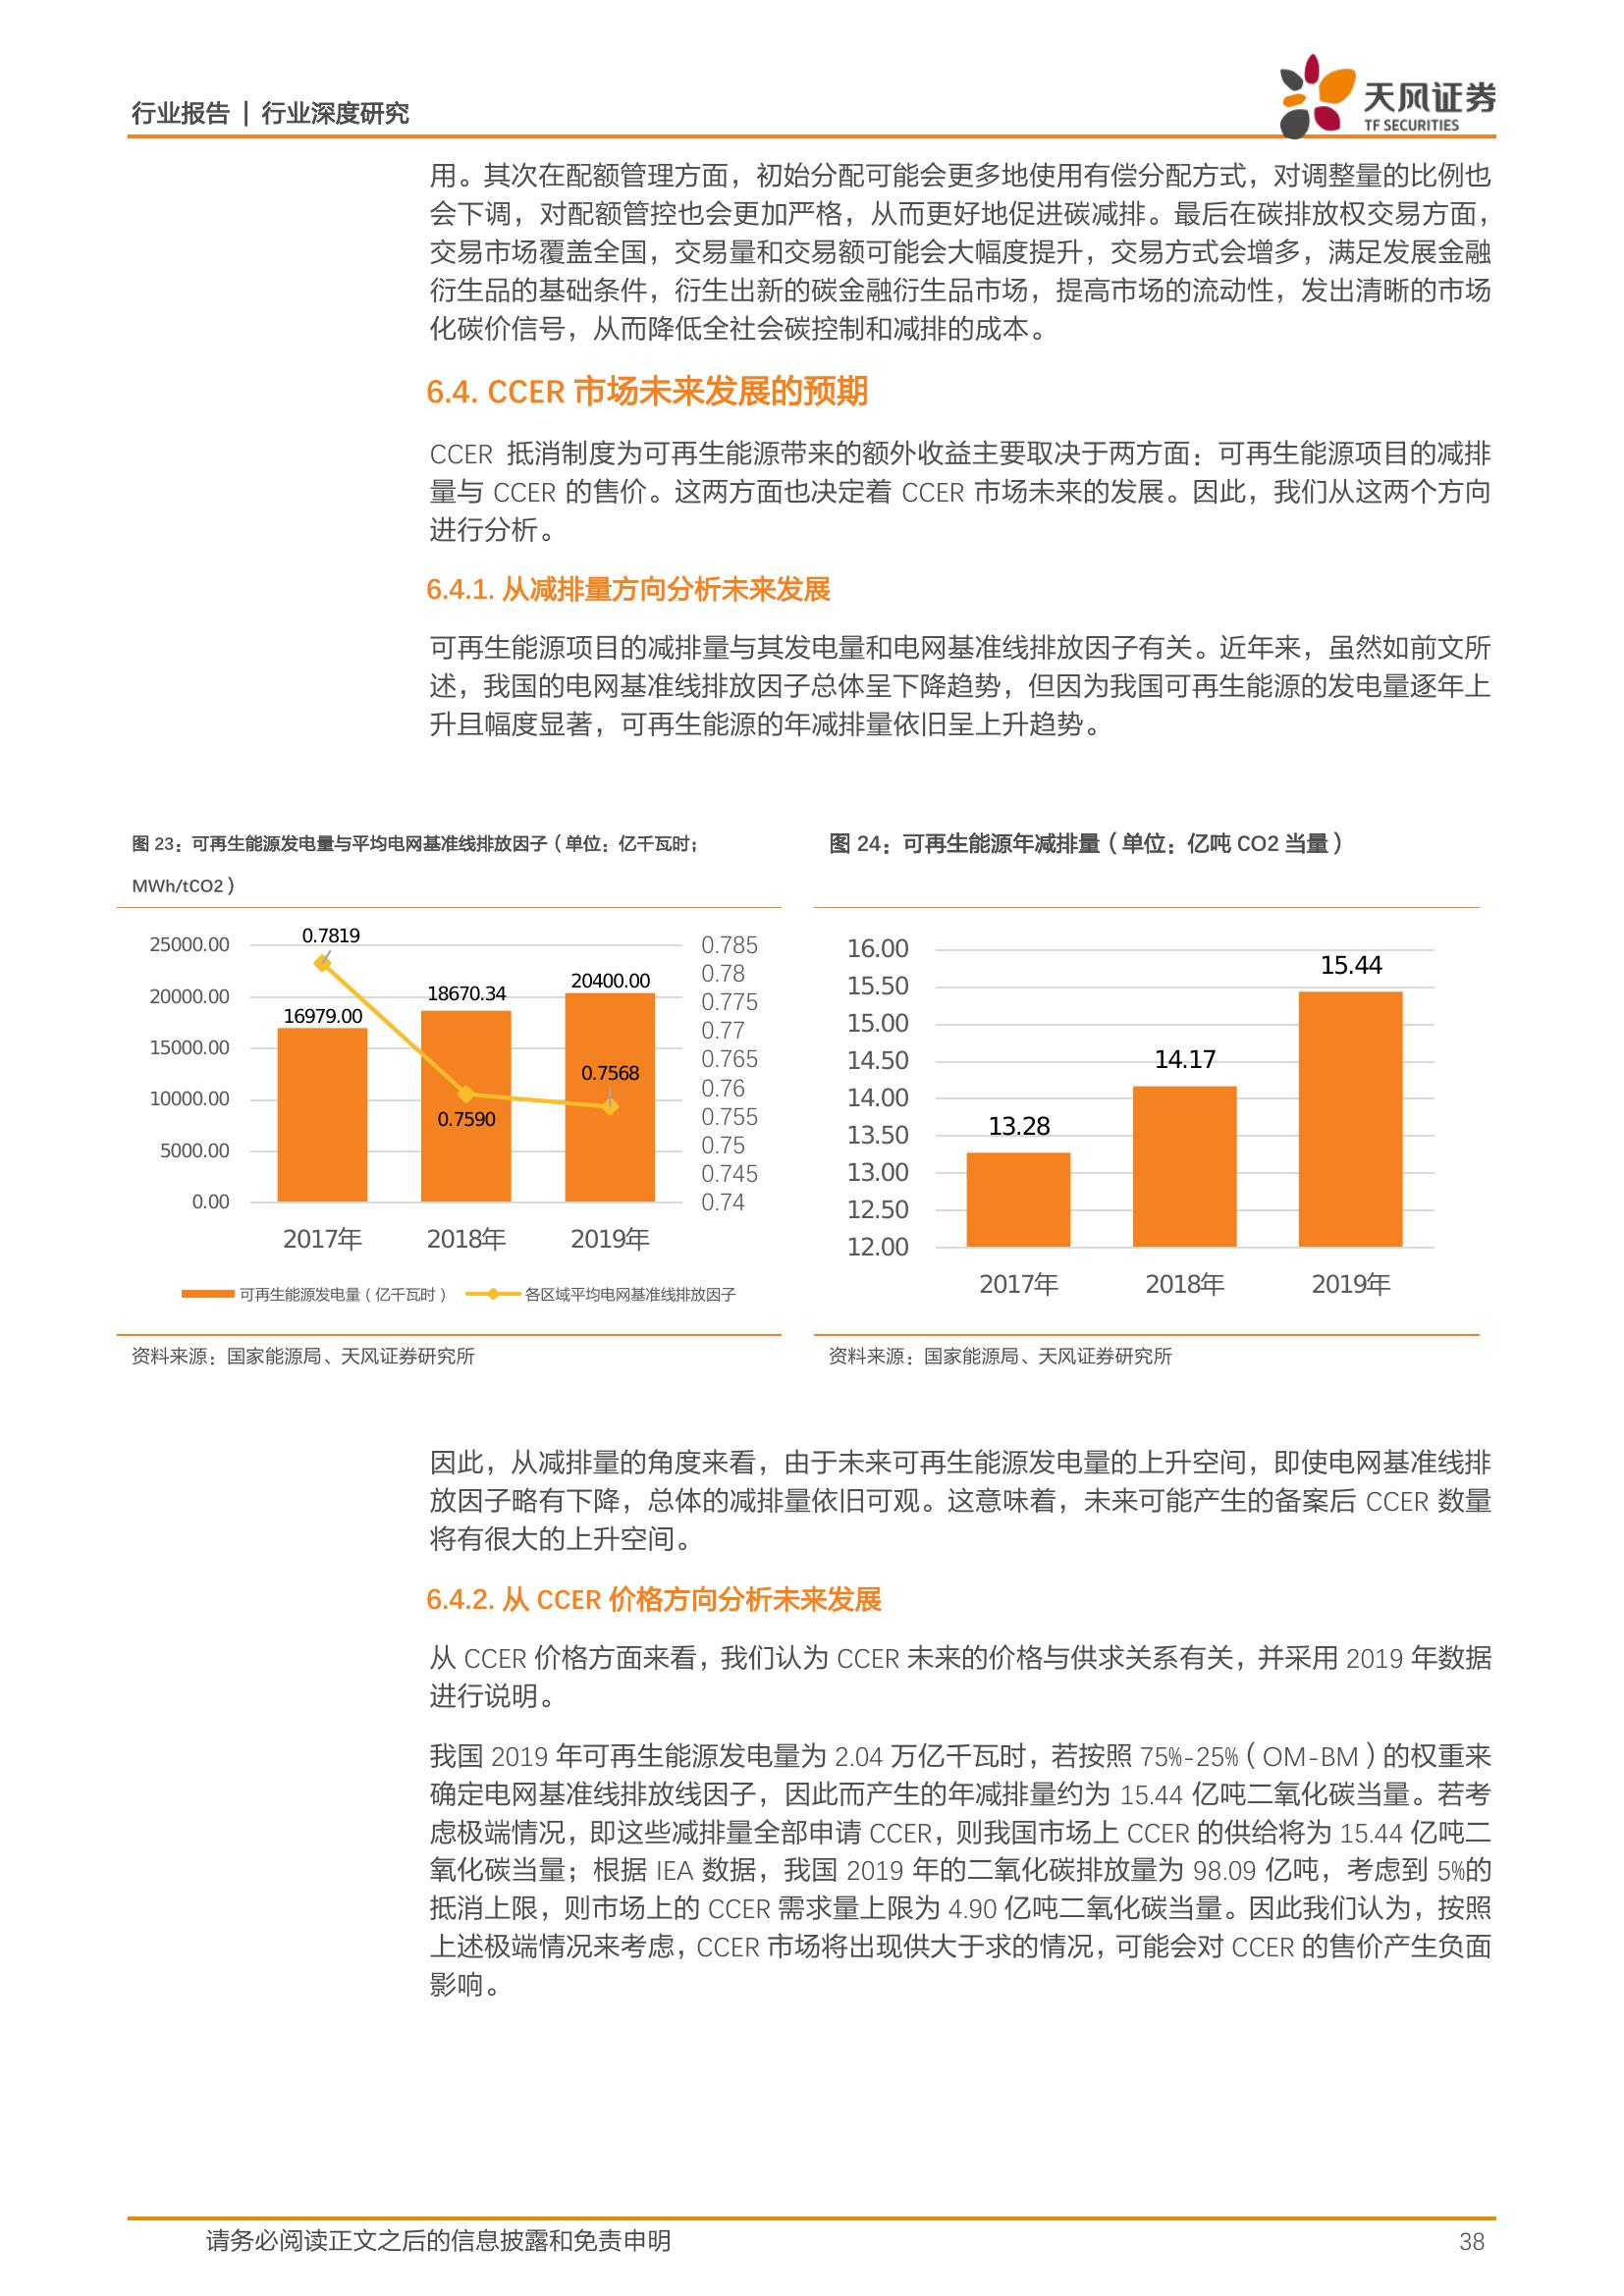 行业报告 | 行业深度研究
天风证券
TF SECURITIES
用。其次在配额管理方面，初始分配可能会更多地使用有偿分配方式，对调整量的比例也
会下调，对配额管控也会更加严格，从而更好地促进碳减排。最后在碳排放权交易方面，
交易市场覆盖全国，交易量和交易额可能会大幅度提升，交易方式会增多，满足发展金融
衍生品的基础条件，衍生出新的碳金融衍生品市场，提高市场的流动性，发出清晰的市场
化碳价信号，从而降低全社会碳控制和减排的成本。
6.4. CCER 市场未来发展的预期
CCER 抵消制度为可再生能源带来的额外收益主要取决于两方面：可再生能源项目的减排
量与 CCER 的售价。这两方面也决定着 CCER 市场未来的发展。因此，我们从这两个方向
进行分析。
6.4.1. 从减排量方向分析未来发展
可再生能源项目的减排量与其发电量和电网基准线排放因子有关。近年来，虽然如前文所
述，我国的电网基准线排放因子总体呈下降趋势，但因为我国可再生能源的发电量逐年上
升且幅度显著，可再生能源的年减排量依旧呈上升趋势。
图 23：可再生能源发电量与平均电网基准线排放因子（单位：亿千瓦时；
MWh/tCO2）
25000.00
20000.00
15000.00
10000.00
5000.00
0.00
0.7819
16979.00
18670.34
20400.00
0.7590
0.7568
0.785
0.78
0.775
0.77
0.765
0.76
0.755
0.75
0.745
0.74
2017年 2018年 2019年
可再生能源发电量（亿千瓦时） 各区域平均电网基准线排放因子
资料来源：国家能源局、天风证券研究所
图 24：可再生能源年减排量（单位：亿吨 CO2 当量）
16.00
15.50
15.00
14.50
14.00
13.50
13.00
12.50
12.00
13.28
14.17
15.44
2017年 2018年 2019年
资料来源：国家能源局、天风证券研究所
因此，从减排量的角度来看，由于未来可再生能源发电量的上升空间，即使电网基准线排
放因子略有下降，总体的减排量依旧可观。这意味着，未来可能产生的备案后 CCER 数量
将有很大的上升空间。
6.4.2. 从 CCER 价格方向分析未来发展
从 CCER 价格方面来看，我们认为 CCER 未来的价格与供求关系有关，并采用 2019 年数据
进行说明。
我国 2019 年可再生能源发电量为 2.04 万亿千瓦时，若按照 75%-25%（OM-BM）的权重来
确定电网基准线排放线因子，因此而产生的年减排量约为 15.44 亿吨二氧化碳当量。若考
虑极端情况，即这些减排量全部申请 CCER，则我国市场上 CCER 的供给将为 15.44 亿吨二
氧化碳当量；根据 IEA 数据，我国 2019 年的二氧化碳排放量为 98.09 亿吨，考虑到 5%的
抵消上限，则市场上的 CCER 需求量上限为 4.90 亿吨二氧化碳当量。因此我们认为，按照
上述极端情况来考虑，CCER 市场将出现供大于求的情况，可能会对 CCER 的售价产生负面
影响。
请务必阅读正文之后的信息披露和免责申明
38